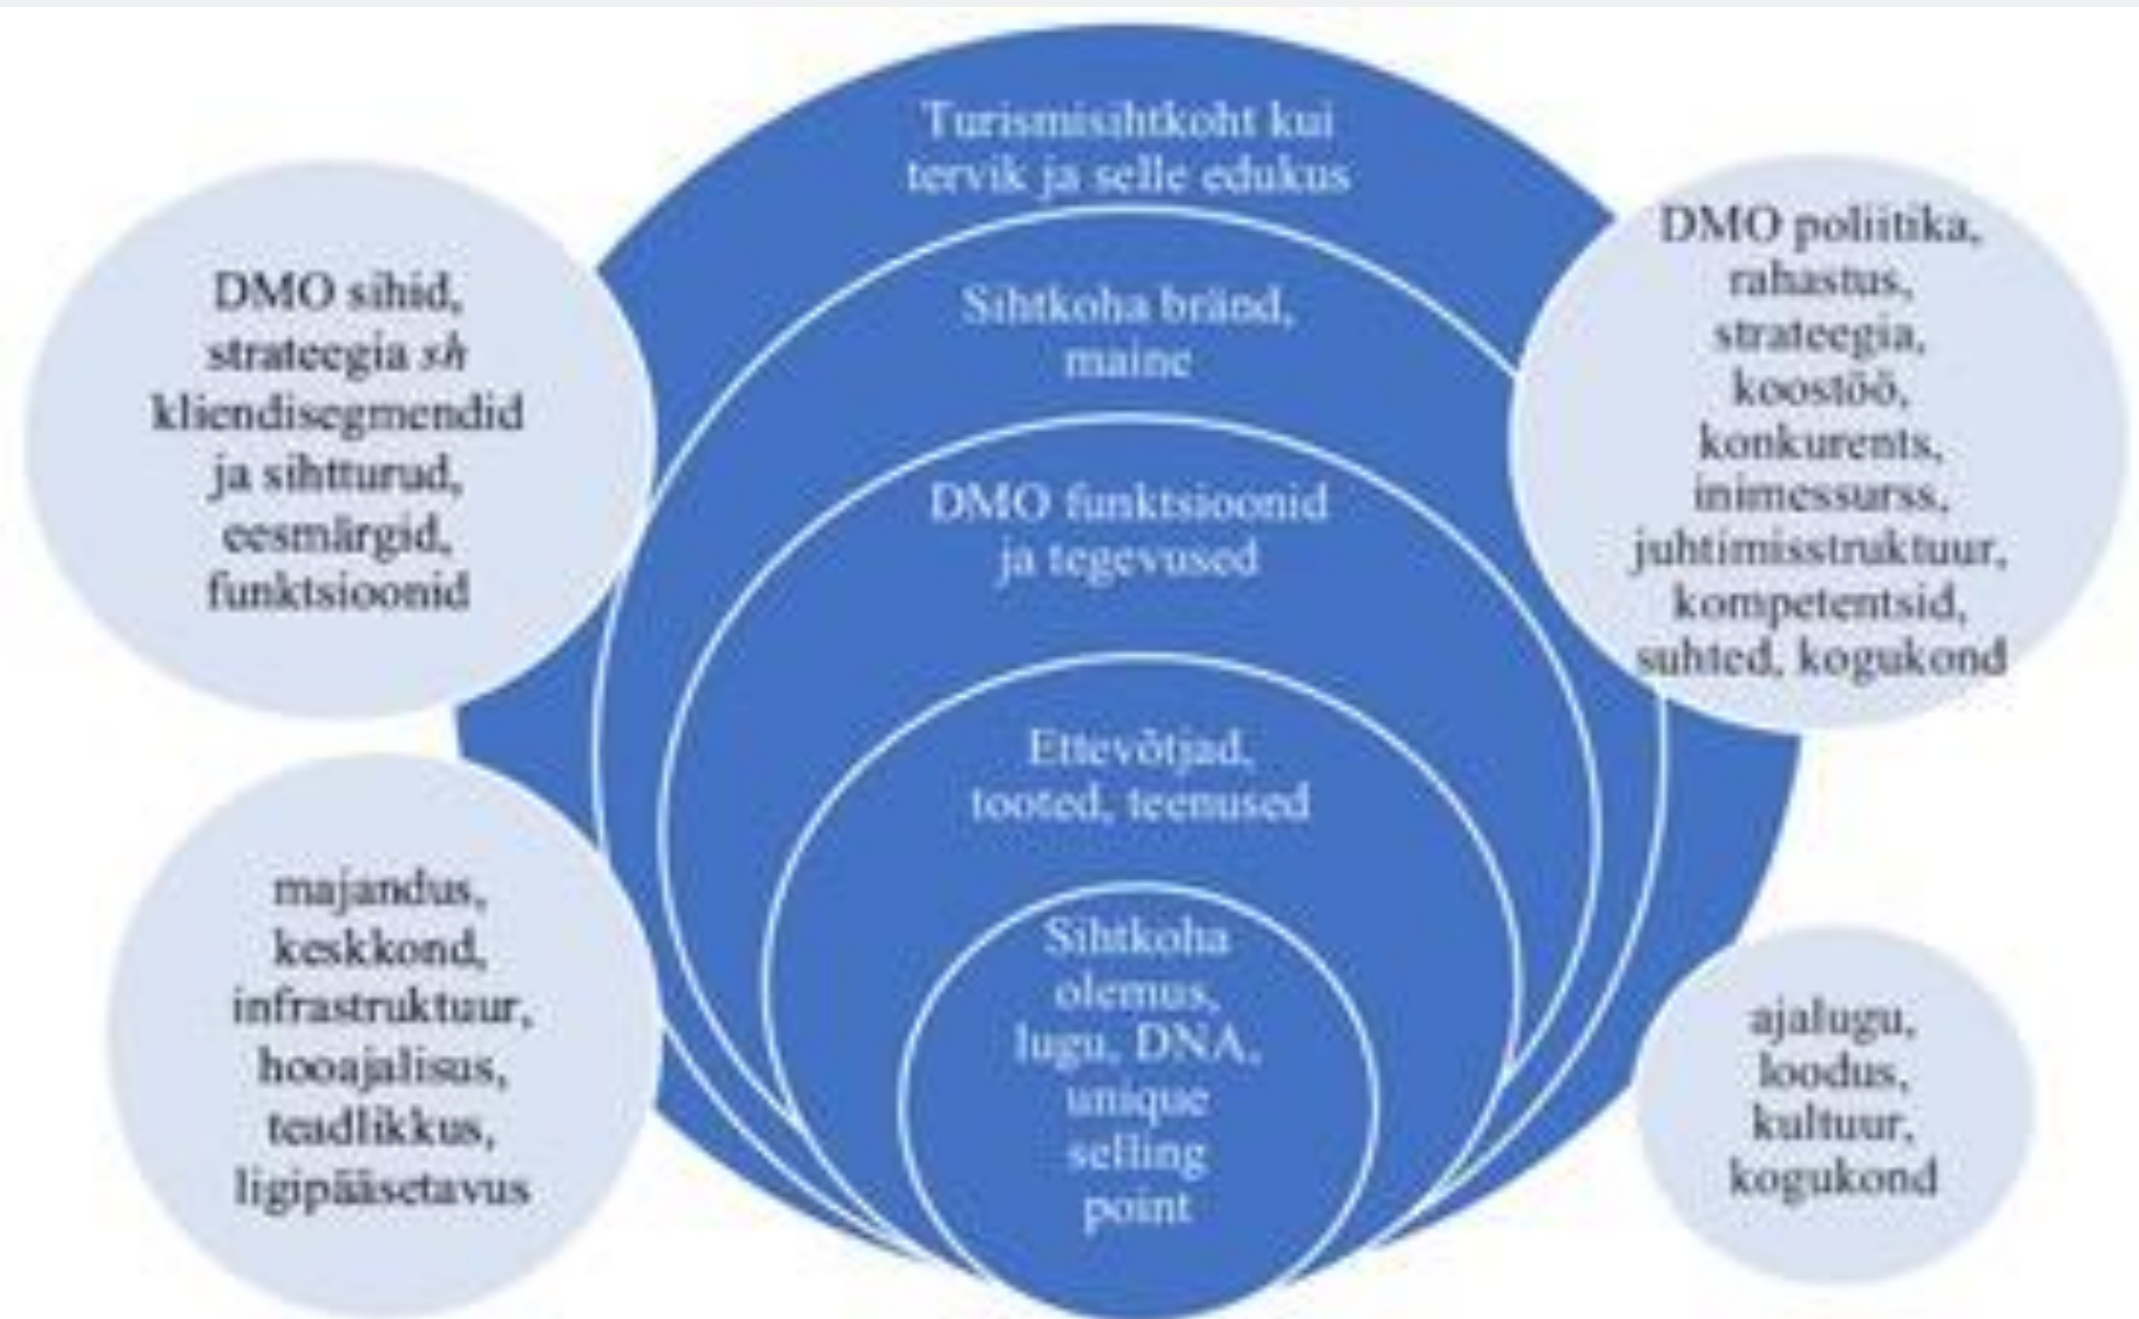 Turismisihtkoht kui
tervik ja selle edukus
Sihtkoha bränd,
maine
DMO funktsioonid
ja tegevused
Ettevõtjad,
tooted, teenused
Sihtkoha
olemus,
lugu, DNA,
unique
selling
point
DMO sihid,
strateegia sh
kliendisegmendid
ja sihtturud,
eesmärgid,
funktsioonid
DMO poliitika,
rahastus,
strateegia,
koostöö,
konkurents,
inimessurss,
juhtimisstruktuur,
kompetentsid,
suhted, kogukond
majandus,
keskkond,
infrastruktuur,
hooajalisus,
teadlikkus,
ligipääsetavus
ajalugu,
loodus,
kultuur,
kogukond